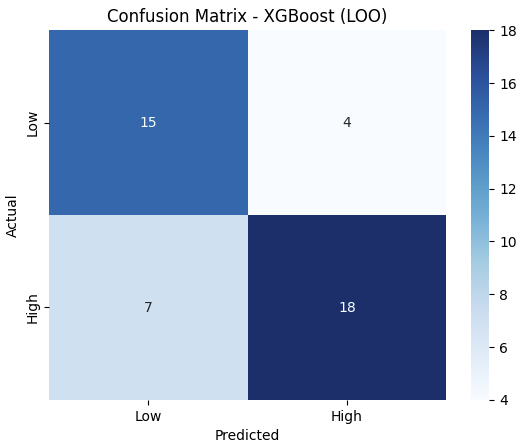 Confusion Matrix - XGBoost (LOO)
Actual
Low
15
4
High
7
18
Low
High
Predicted
18
16
14
12
10
8
6
4